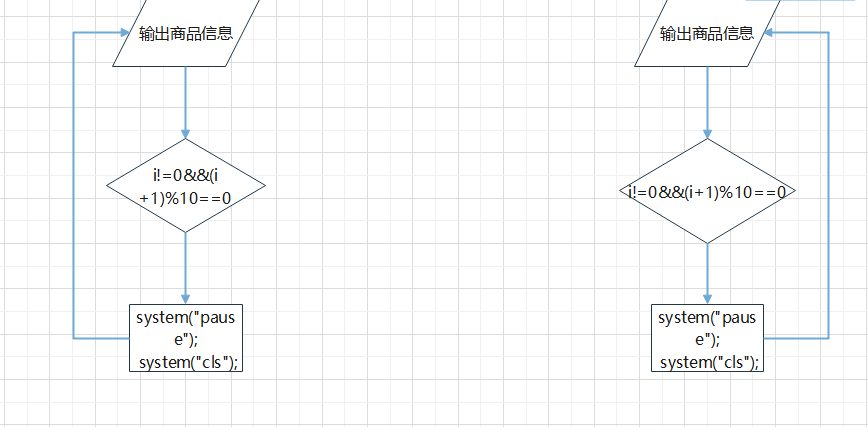 输出商品信息
i!=0&&(i
+1)%10==0
system("paus
e");
system("cls");
输出商品信息
i!=0&&(i+1)%10==0
system("paus
e");
system("cls");